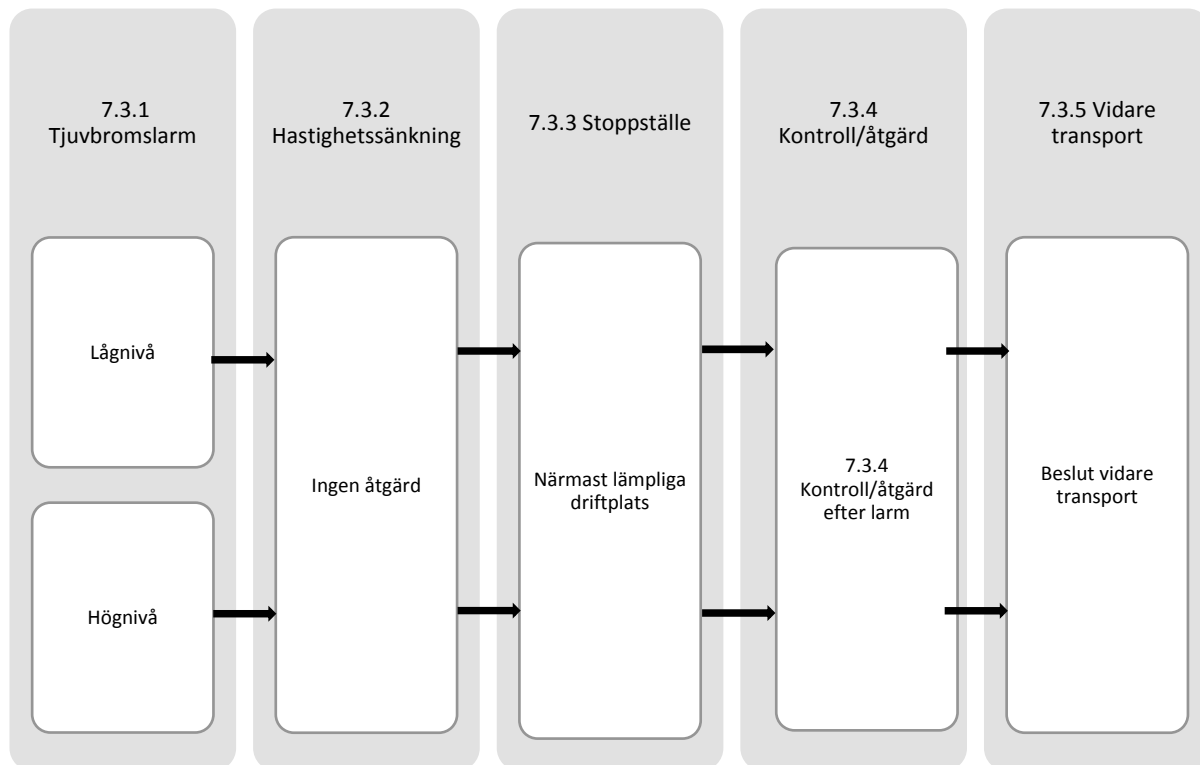 7.3.1
Tjuvbromslarm
7.3.2
Hastighetssänkning
7.3.3 Stoppställe
7.3.4
Kontroll/åtgärd
7.3.5 Vidare
transport
Lågnivå
Högnivå
Ingen åtgärd
Närmast lämpliga
driftplats
7.3.4
Kontroll/åtgärd
efter larm
Beslut vidare
transport